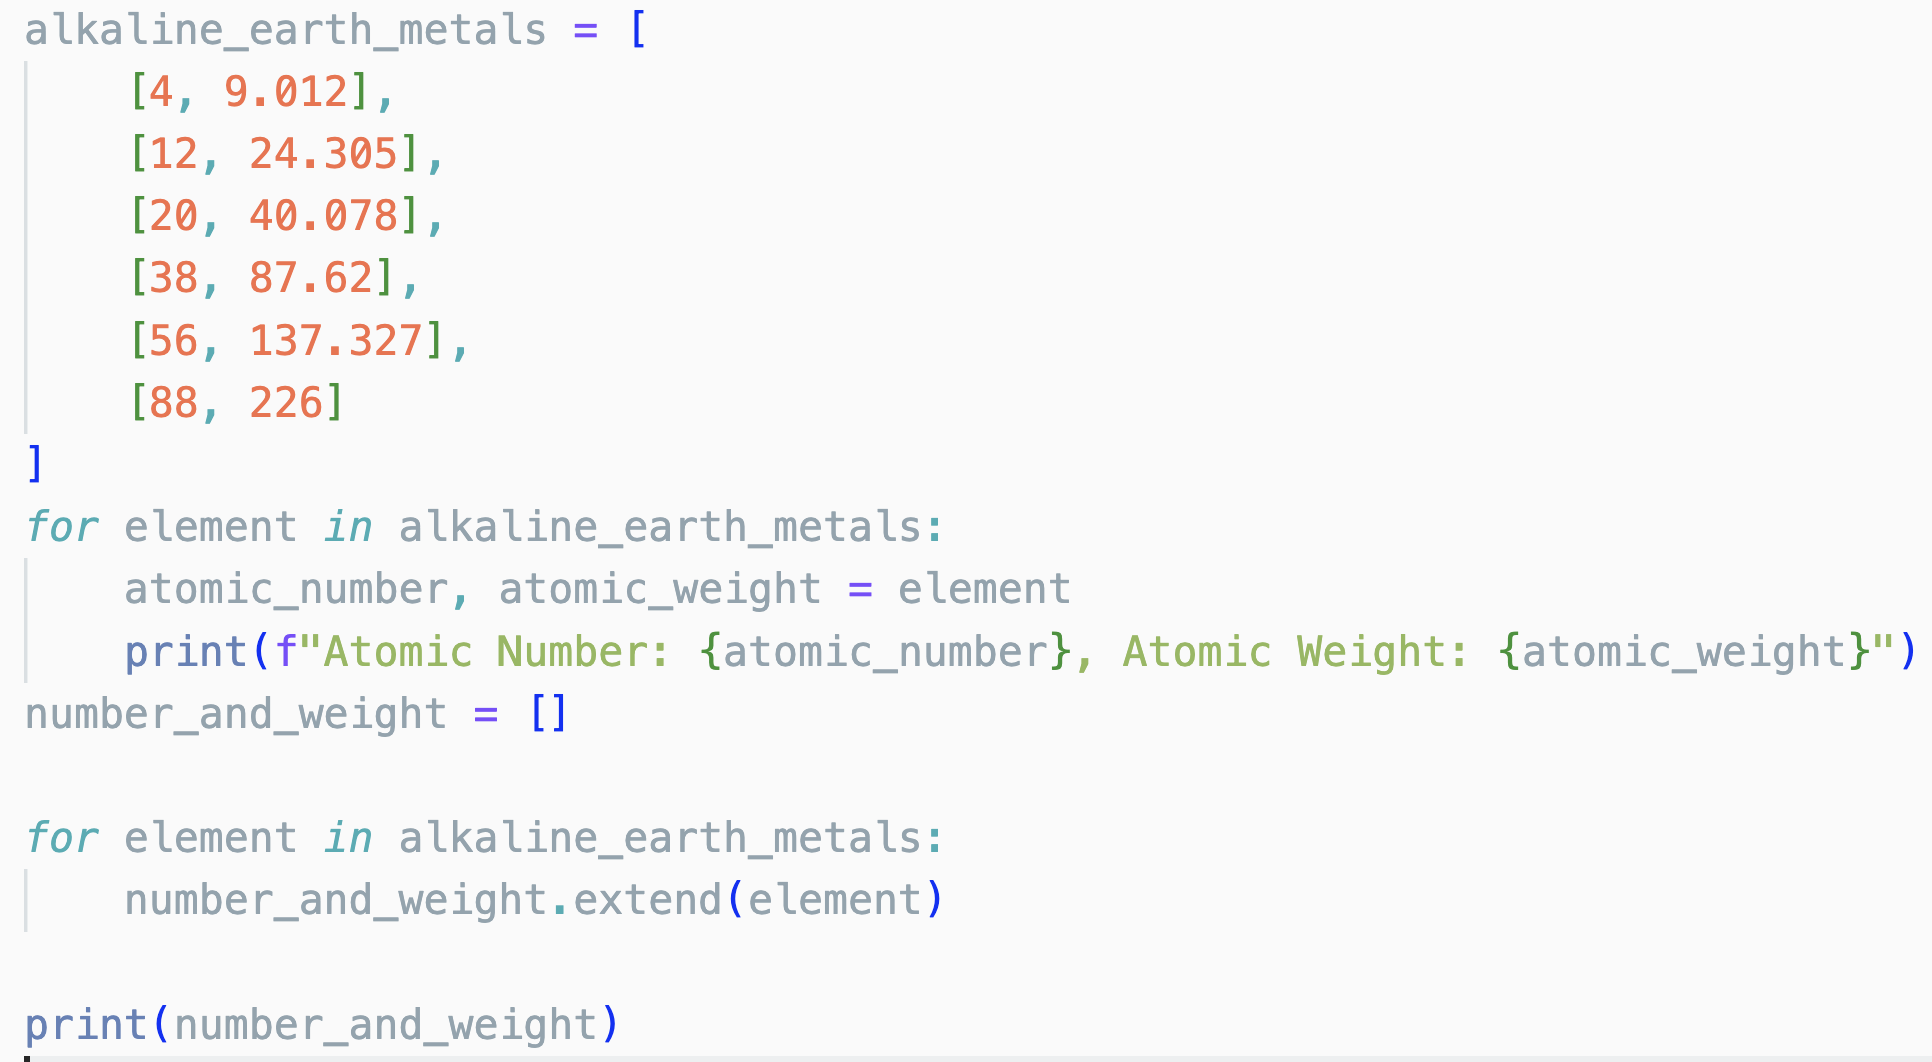 alkaline_earth_metals = [
    [4, 9.012],
    [12, 24.305],
    [20, 40.078],
    [38, 87.62],
    [56, 137.327],
    [88, 226]
]
for element in alkaline_earth_metals:
    atomic_number, atomic_weight = element
    print(f"Atomic Number: {atomic_number}, Atomic Weight: {atomic_weight}")
number_and_weight = []

for element in alkaline_earth_metals:
    number_and_weight.extend(element)

print(number_and_weight)